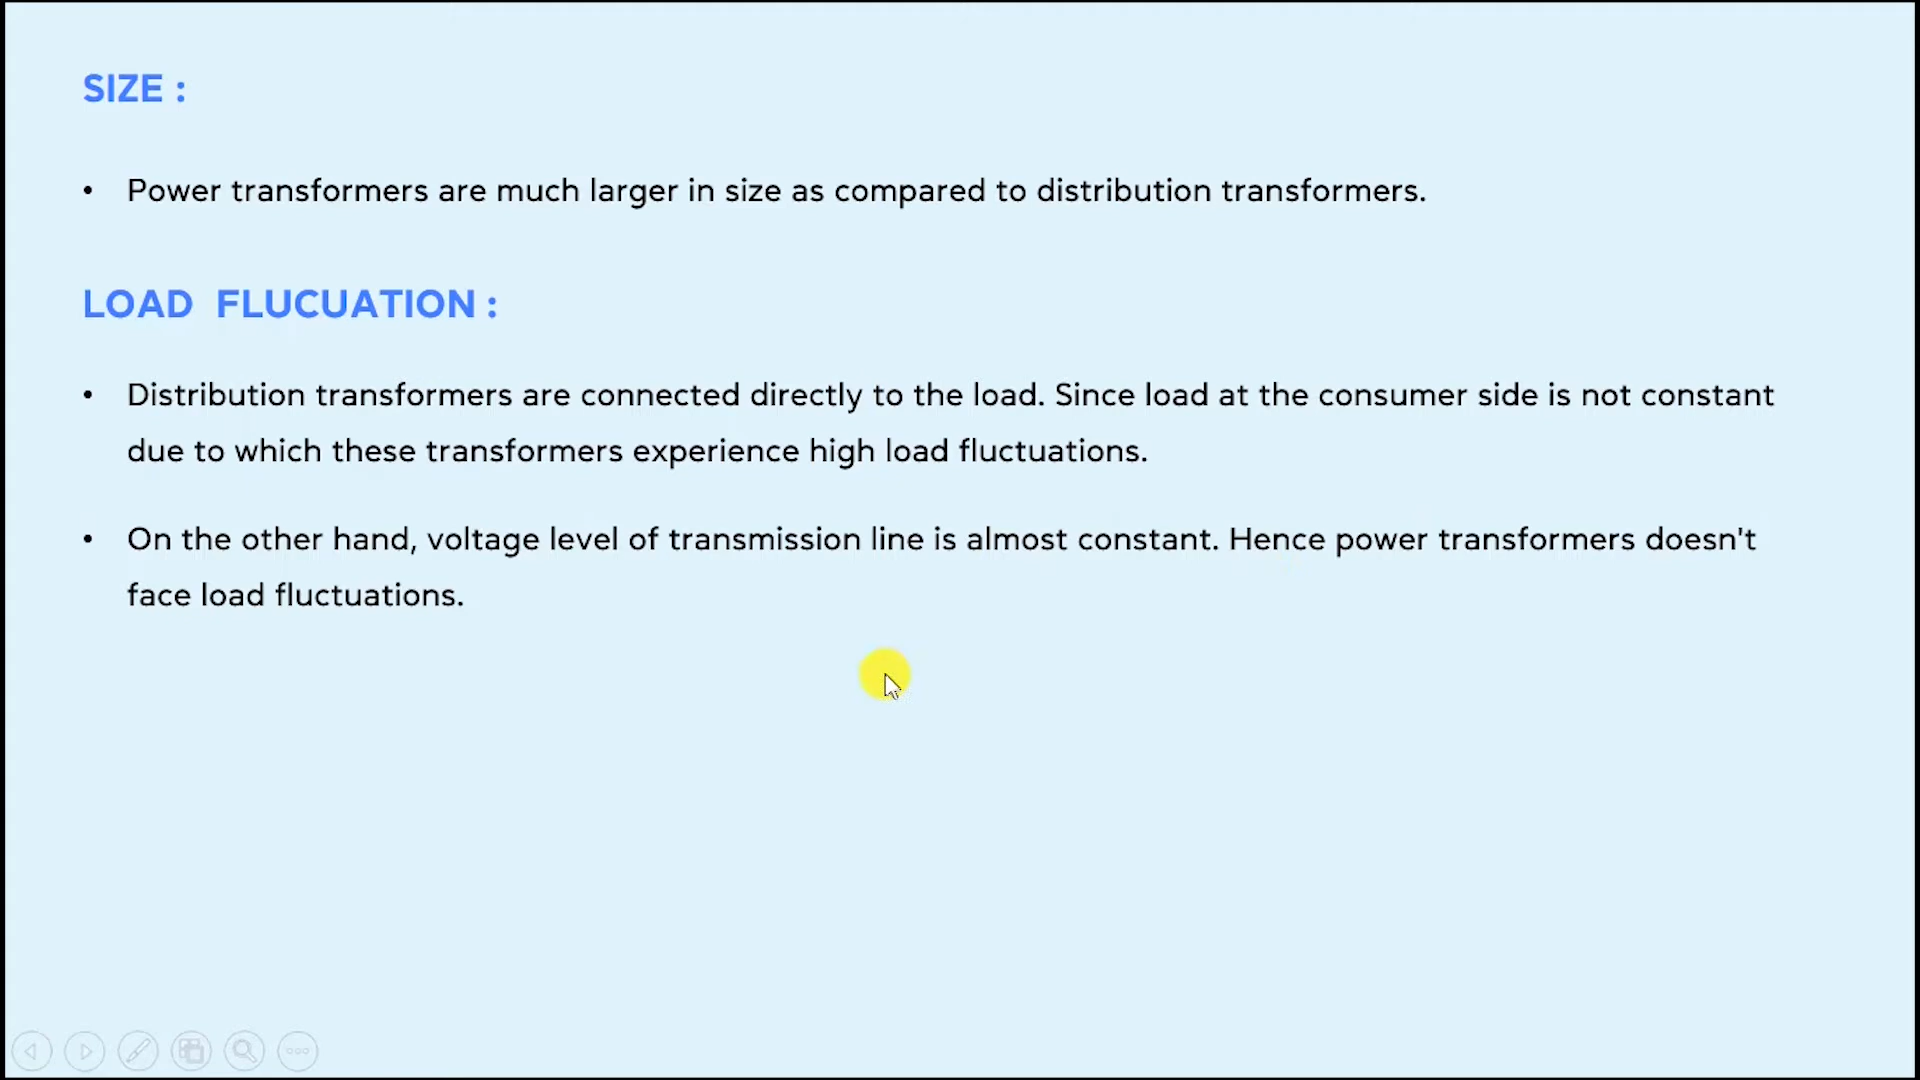 SIZE :
• Power transformers are much larger in size as compared to distribution transformers.
LOAD FLUCUATION :
• Distribution transformers are connected directly to the load. Since load at the consumer side is not constant
due to which these transformers experience high load fluctuations.
• On the other hand, voltage level of transmission line is almost constant. Hence power transformers doesn't
face load fluctuations.